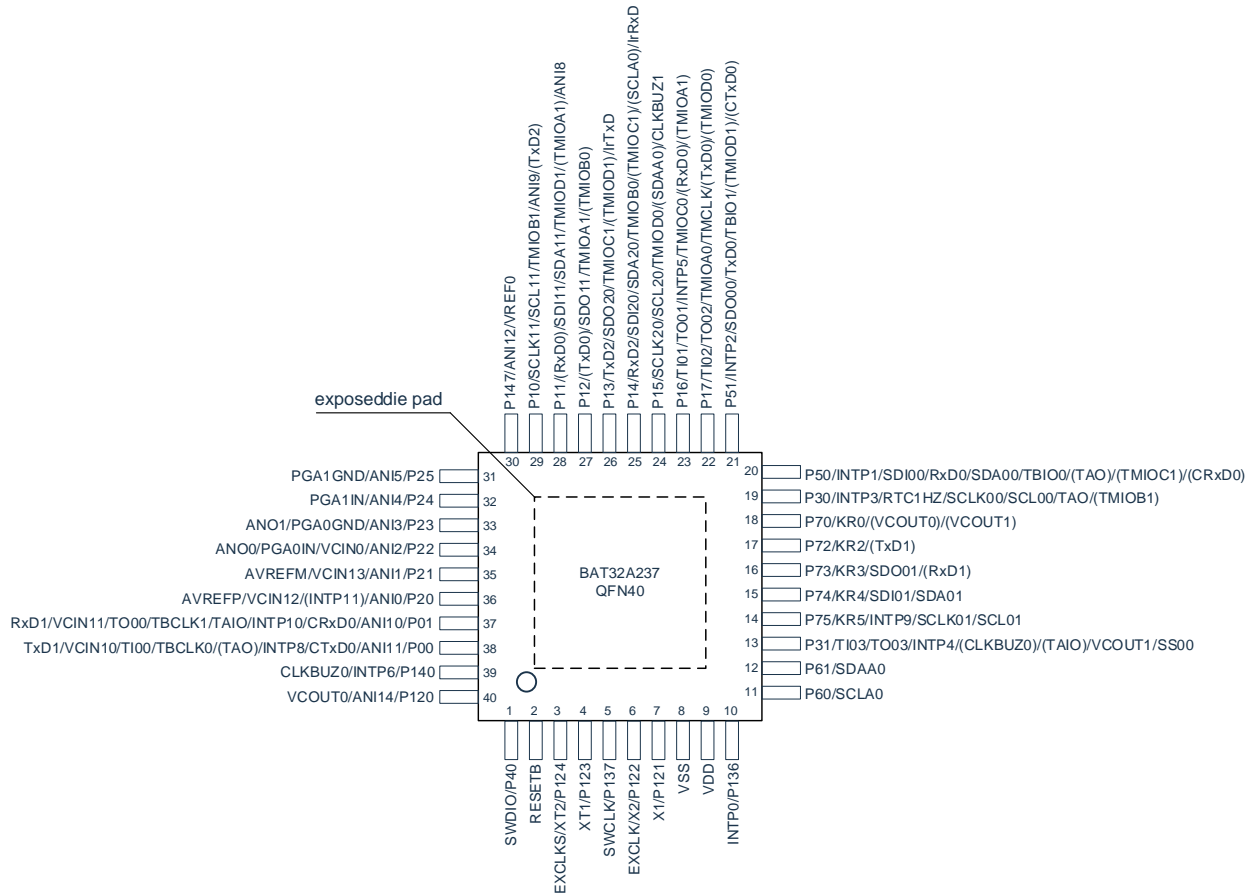 P147/ANI12/VREF0
P10/SCLK11/SCL11/TMIOB1/ANI9/(TxD2)
P11/(RxD0)/SDI11/SDA11/TMIOD1/(TMIOA1)/ANI8
P12/(TxD0)/SDO11/TMIOA1/(TMIOB0)
P13/TxD2/SDO20/TMIOC1/(TMIOD1)/IrTxD
P14/RxD2/SDI20/SDA20/TMIOB0/(TMIOC1)/(SCLA0)/IrRxD
P15/SCLK20/SCL20/TMIOD0/(SDAA0)/CLKBUZ1
P16/TI01/TO01/INTP5/TMIOC0/(RxD0)/(TMIOA1)
P17/TI02/TO02/TMIOA0/TMCLK/(TxD0)/(TMIOD0)
P51/INTP2/SDO00/TxD0/TBIO1/(TMIOD1)/(CTxD0)
exposeddie pad
30 29 28 27 26 25 24 23 22 21
PGA1GND/ANI5/P25 31
PGA1IN/ANI4/P24 32
ANO1/PGA0GND/ANI3/P23 33
ANO0/PGA0IN/VCIN0/ANI2/P22 34
AVREFM/VCIN13/ANI1/P21 35
AVREFP/VCIN12/(INTP11)/ANI0/P20 36
RxD1/VCIN11/TO00/TBCLK1/TAIO/INTP10/CRxD0/ANI10/P01 37
TxD1/VCIN10/TI00/TBCLK0/(TAO)/INTP8/CTxD0/ANI11/P00 38
CLKBUZ0/INTP6/P140 39
VCOUT0/ANI14/P120 40
BAT32A237
QFN40
20 P50/INTP1/SDI00/RxD0/SDA00/TBIO0/(TAO)/(TMIOC1)/(CRxD0)
19 P30/INTP3/RTC1HZ/SCLK00/SCL00/TAO/(TMIOB1)
18 P70/KR0/(VCOUT0)/(VCOUT1)
17 P72/KR2/(TxD1)
16 P73/KR3/SDO01/(RxD1)
15 P74/KR4/SDI01/SDA01
14 P75/KR5/INTP9/SCLK01/SCL01
13 P31/TI03/TO03/INTP4/(CLKBUZ0)/(TAIO)/VCOUT1/SS00
12 P61/SDAA0
11 P60/SCLA0
1 2 3 4 5 6 7 8 9 10
SWDIO/P40
RESETB
EXCLKS/XT2/P124
XT1/P123
SWCLK/P137
EXCLK/X2/P122
X1/P121
VSS
VDD
INTP0/P136